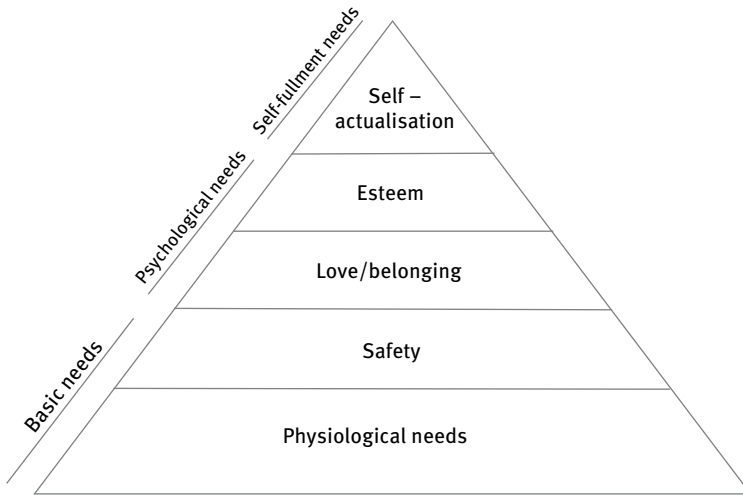 Self-fullment needs
Psychological needs
Basic needs
Self –
actualisation
Esteem
Love/belonging
Safety
Physiological needs